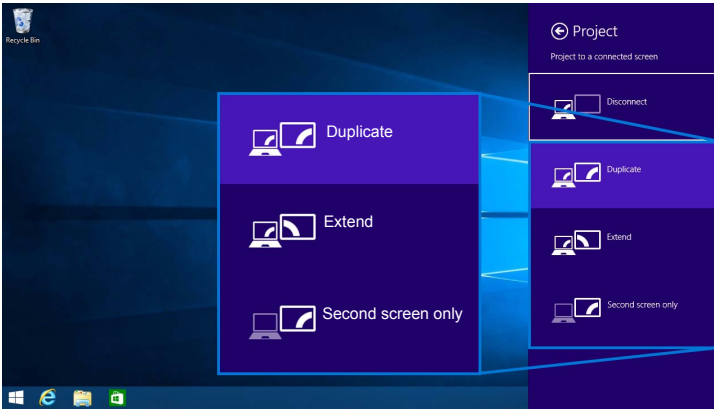 Recycle Bin
Project
Project to a connected screen
Disconnect
Duplicate
Extend
Second screen only
Duplicate
Extend
Second screen only